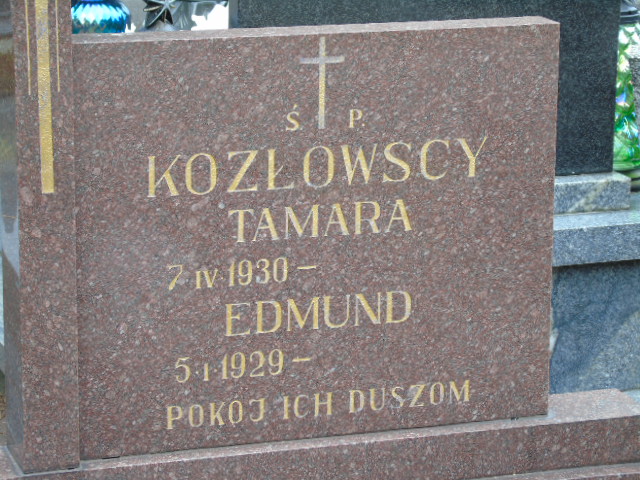 Ś. P.
KOZŁOWSCY
TAMARA
7 IV 1930 –
EDMUND
5 I 1929 –
POKÓJ ICH DUSZOM